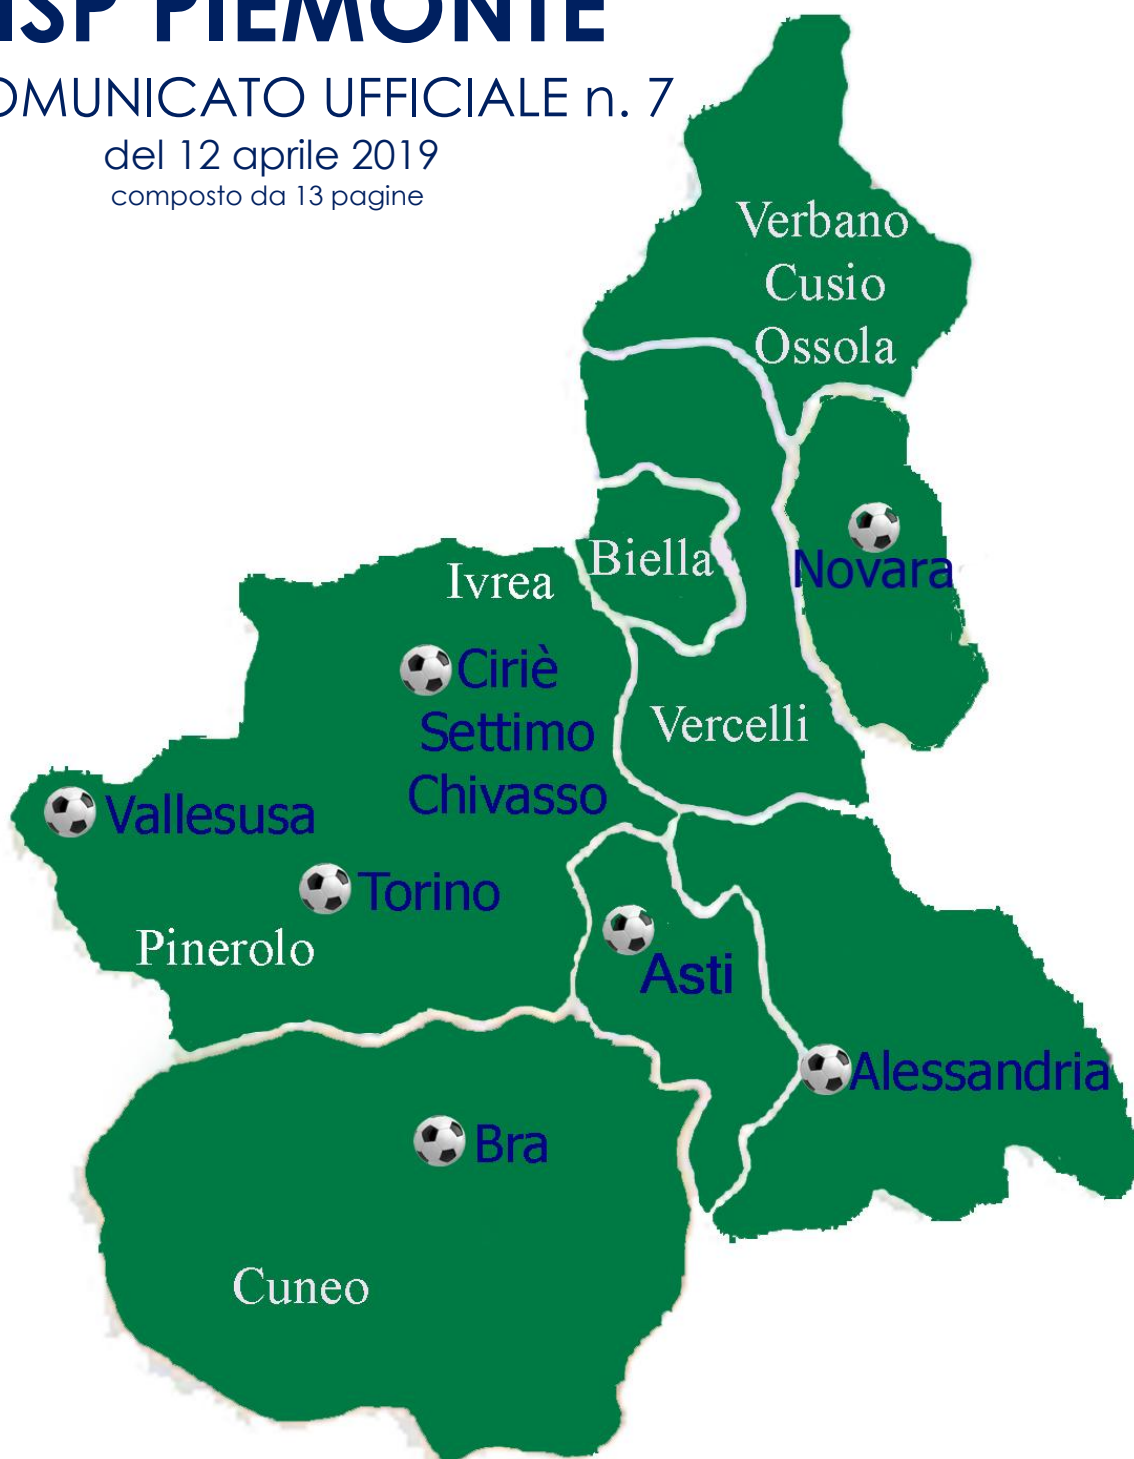 ISP PIEMONTE
OMUNICATO UFFICIALE n. 7
del 12 aprile 2019
composto da 13 pagine
Verbano
Cusio
Ossola
Biella
Novara
Ivrea
Ciriè
Settimo
Chivasso
Vercelli
Vallesusa
Torino
Pinerolo
Asti
Alessandria
Bra
Cuneo